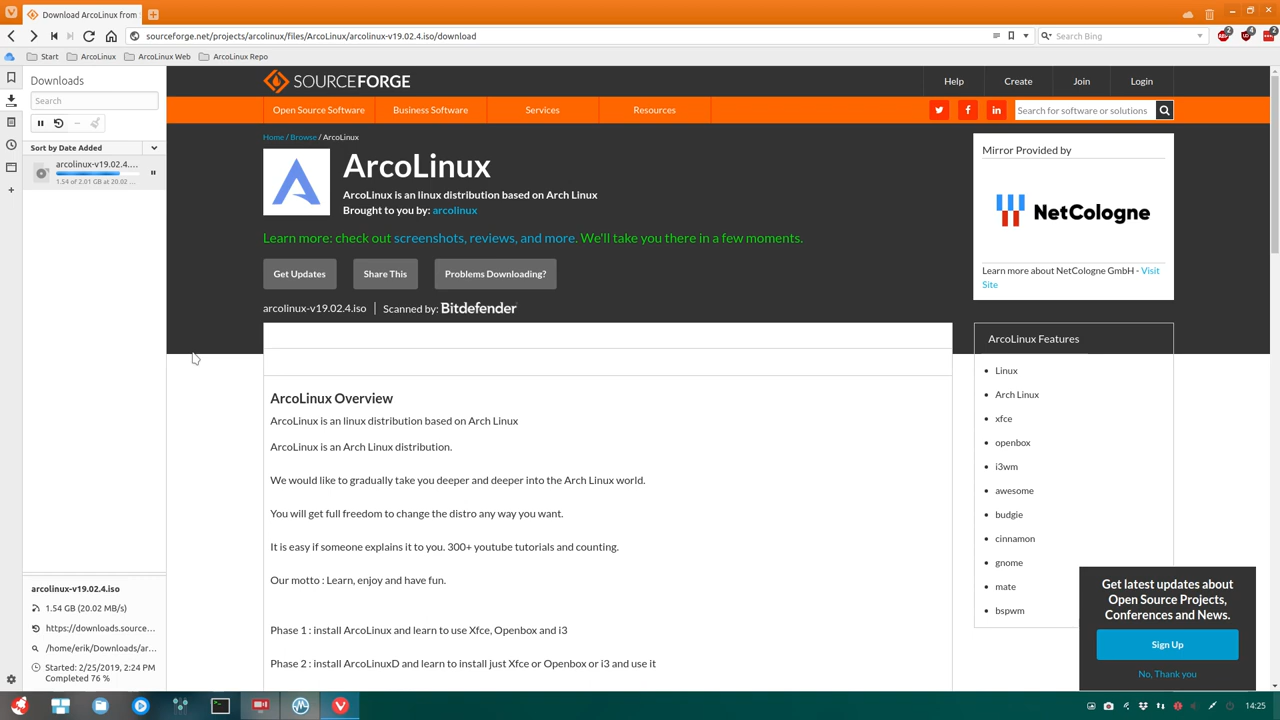 Download ArcoLinux from
sourceforge.net/projects/arcolinux/files/ArcoLinux/arcolinux-v19.02.4.iso/download
Search Bing
2
4
2
Start
ArcoLinux
ArcoLinux Web
ArcoLinux Repo
Downloads
Search
Sort by Date Added
arcolinux-v19.02.4....
1.54 of 2.01 GB at 20.02 ...
arcolinux-v19.02.4.iso
1.54 GB (20.02 MB/s)
https://downloads.source...
/home/erik/Downloads/ar...
Started: 2/25/2019, 2:24 PM
Completed 76 %
SOURCEFORGE
Help
Create
Join
Login
Open Source Software
Business Software
Services
Resources
Search for software or solutions
Home / Browse / ArcoLinux
ArcoLinux
ArcoLinux is an linux distribution based on Arch Linux
Brought to you by: arcolinux
Learn more: check out screenshots, reviews, and more. We'll take you there in a few moments.
Get Updates
Share This
Problems Downloading?
arcolinux-v19.02.4.iso
Scanned by: Bitdefender
ArcoLinux Overview
ArcoLinux is an linux distribution based on Arch Linux
ArcoLinux is an Arch Linux distribution.
We would like to gradually take you deeper and deeper into the Arch Linux world.
You will get full freedom to change the distro any way you want.
It is easy if someone explains it to you. 300+ youtube tutorials and counting.
Our motto : Learn, enjoy and have fun.
Phase 1 : install ArcoLinux and learn to use Xfce, Openbox and i3
Phase 2 : install ArcoLinuxD and learn to install just Xfce or Openbox or i3 and use it
Mirror Provided by
NetCologne
Learn more about NetCologne GmbH - Visit
Site
ArcoLinux Features
Linux
Arch Linux
xfce
openbox
i3wm
awesome
budgie
cinnamon
gnome
mate
bspwm
Get latest updates about
Open Source Projects,
Conferences and News.
Sign Up
No, Thank you
14:25